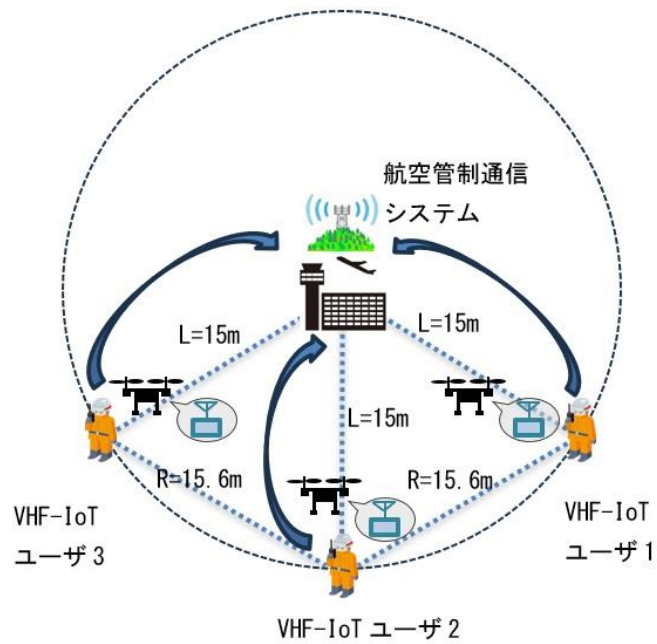 航空管制通信
システム
L=15m
L=15m
L=15m
R=15.6m
R=15.6m
VHF-IoT
ユーザ3
VHF-IoT
ユーザ1
VHF-IoT ユーザ2